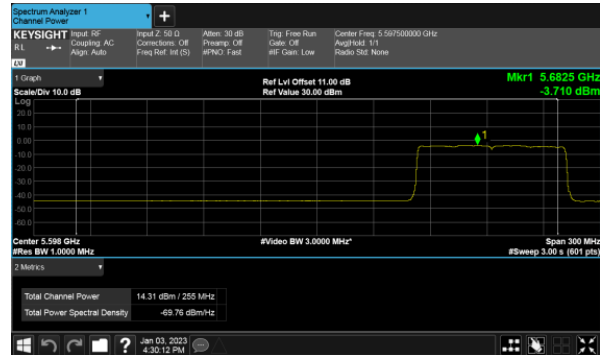 Spectrum Analyzer 1
Channel Power
+
KEYSIGHT Input: RF Input Z: 50 Ω Atten: 30 dB Trig: Free Run Center Freq: 5.597500000 GHz
RL Coupling: AC Corrections: Off Preamp: Off Gate: Off Avg|Hold: 1/1
Align: Auto Freq Ref: Int (S) #PNO: Fast #IF Gain: Low Radio Std: None
LXI
1 Graph Ref Lvl Offset 11.00 dB Mkr1 5.6825 GHz
Scale/Div 10.0 dB Ref Value 30.00 dBm -3.710 dBm
Log
20.0
10.0
0.00 1
-10.0
-20.0
-30.0
-40.0
-50.0
-60.0
Center 5.598 GHz #Video BW 3.0000 MHz* Span 300 MHz
#Res BW 1.0000 MHz #Sweep 3.00 s (601 pts)
2 Metrics
Total Channel Power 14.31 dBm / 255 MHz
Total Power Spectral Density -69.76 dBm/Hz
? Jan 03, 2023
4:30:12 PM